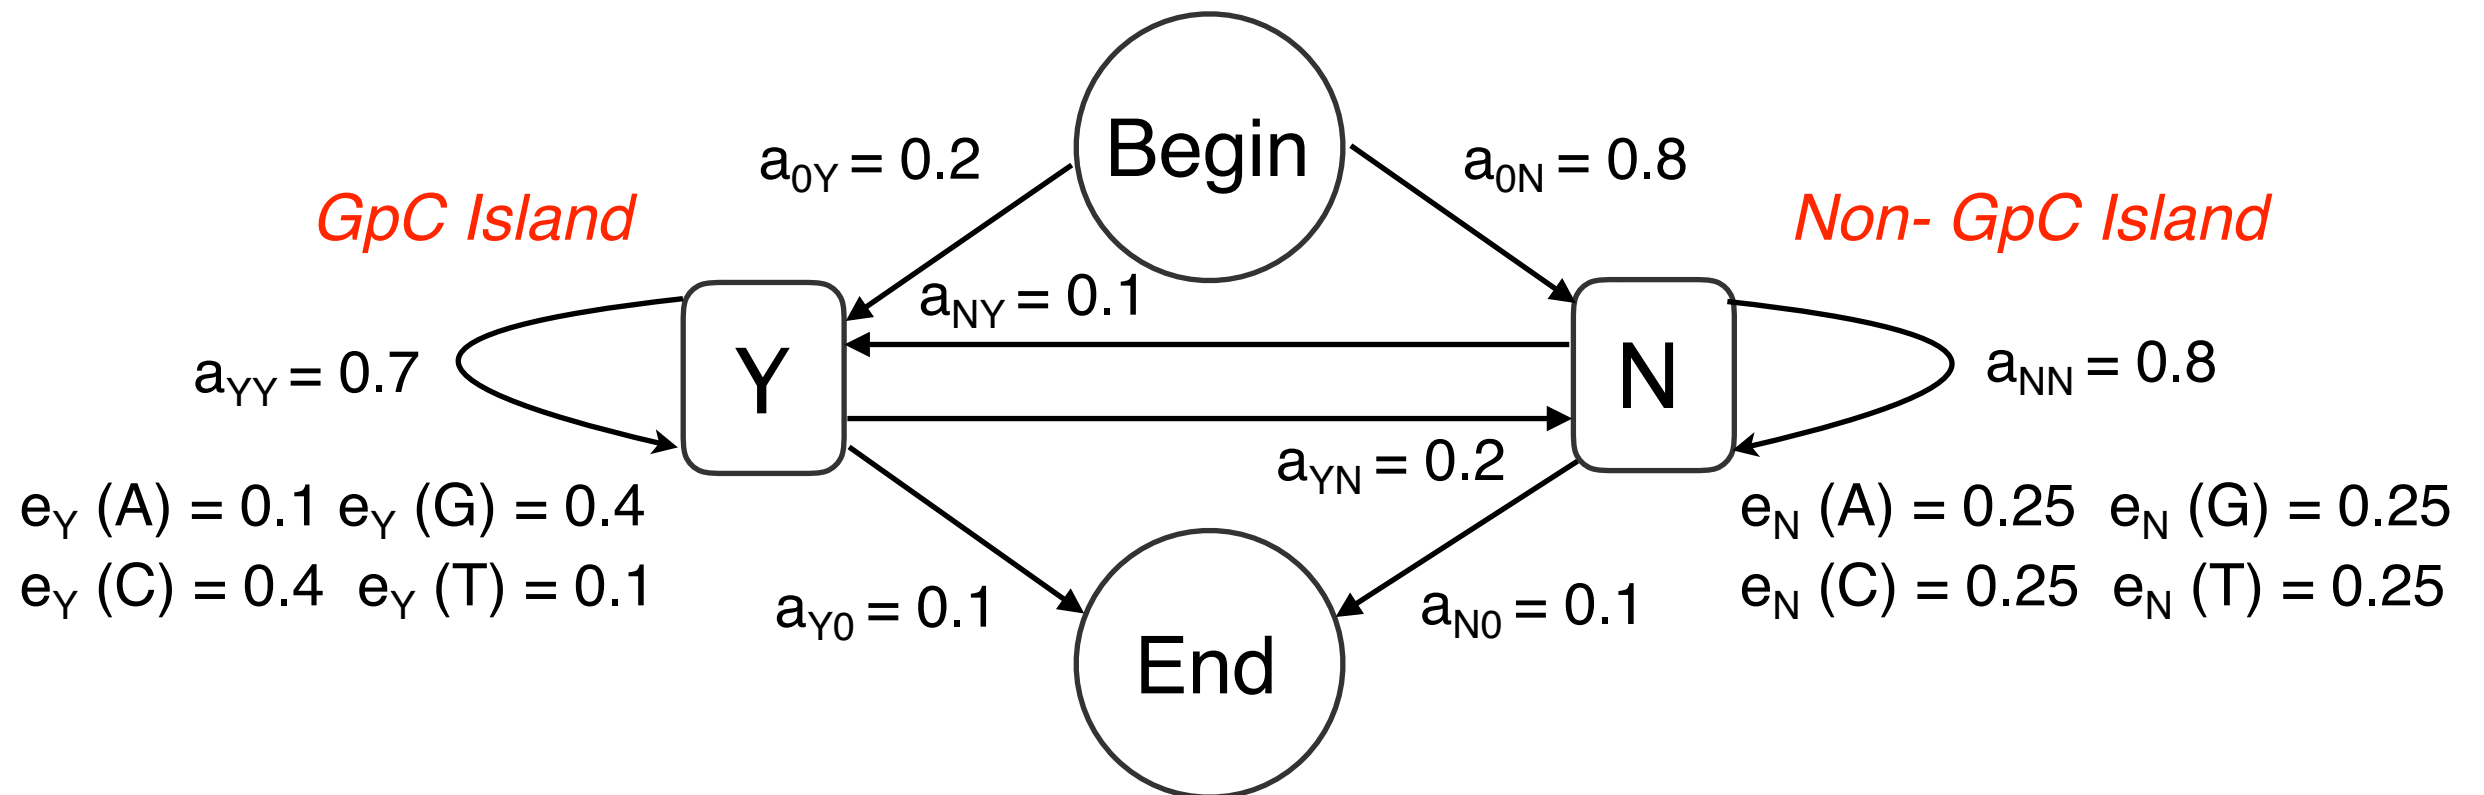 Begin
a0Y = 0.2
a0N = 0.8
GpC Island
Non- GpC Island
aNY = 0.1
aYY = 0.7
Y
N
aNN = 0.8
aYN = 0.2
eY (A) = 0.1 eY (G) = 0.4
eY (C) = 0.4 eY (T) = 0.1
eN (A) = 0.25 eN (G) = 0.25
eN (C) = 0.25 eN (T) = 0.25
aY0 = 0.1
aN0 = 0.1
End